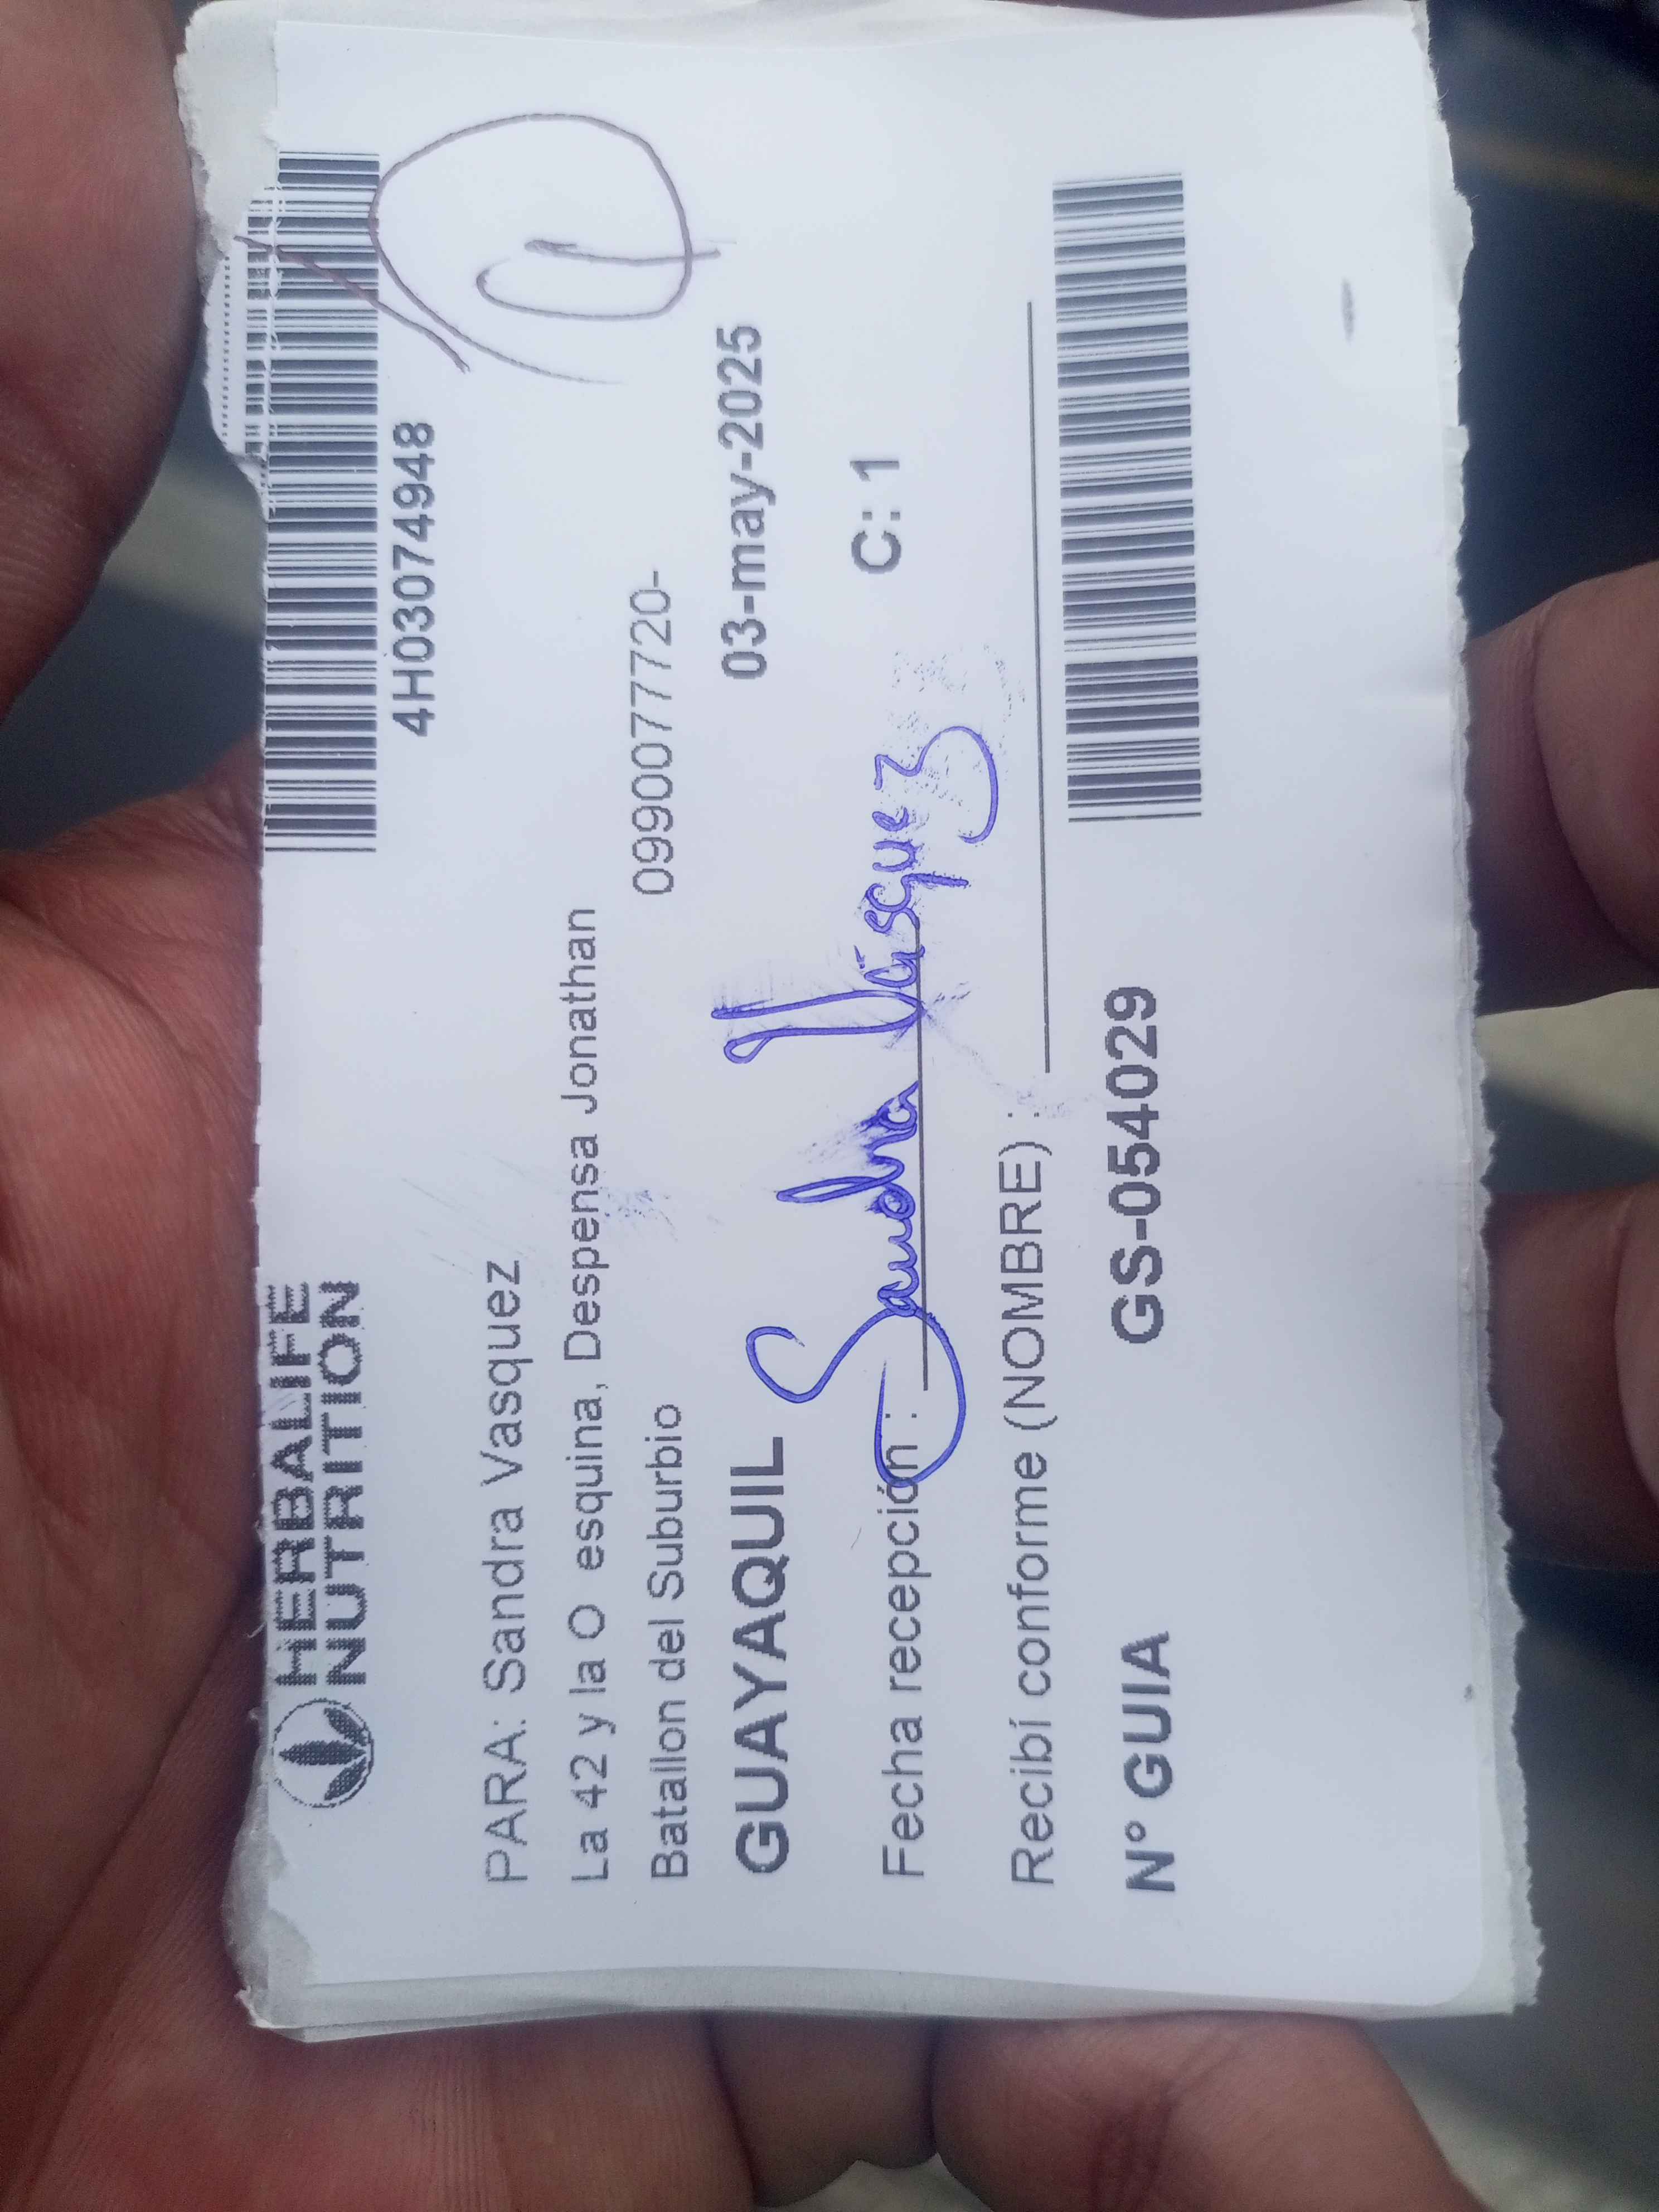 HERBALIFE
NUTRITION
4H03074948
PARA: Sandra Vasquez
La 42 y la O esquina, Despensa Jonathan
Batallon del Suburbio 0990077720-
GUAYAQUIL 03-may-2025
Fecha recepción : Sandra Vásquez C: : 1
Recibí conforme (NOMBRE) :
N° GUIA GS-054029